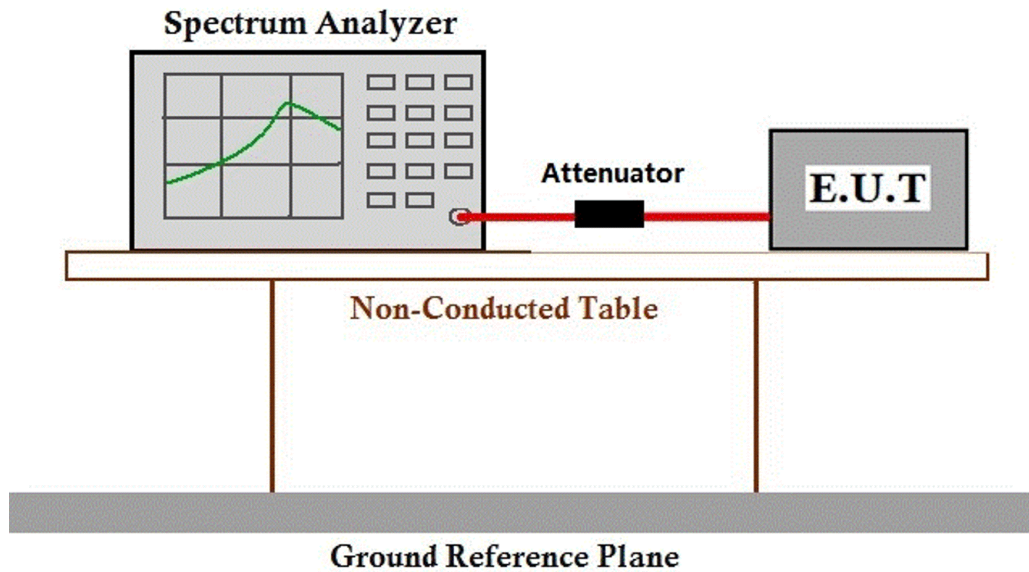 Spectrum Analyzer
Attenuator
E.U.T
Non-Conducted Table
Ground Reference Plane